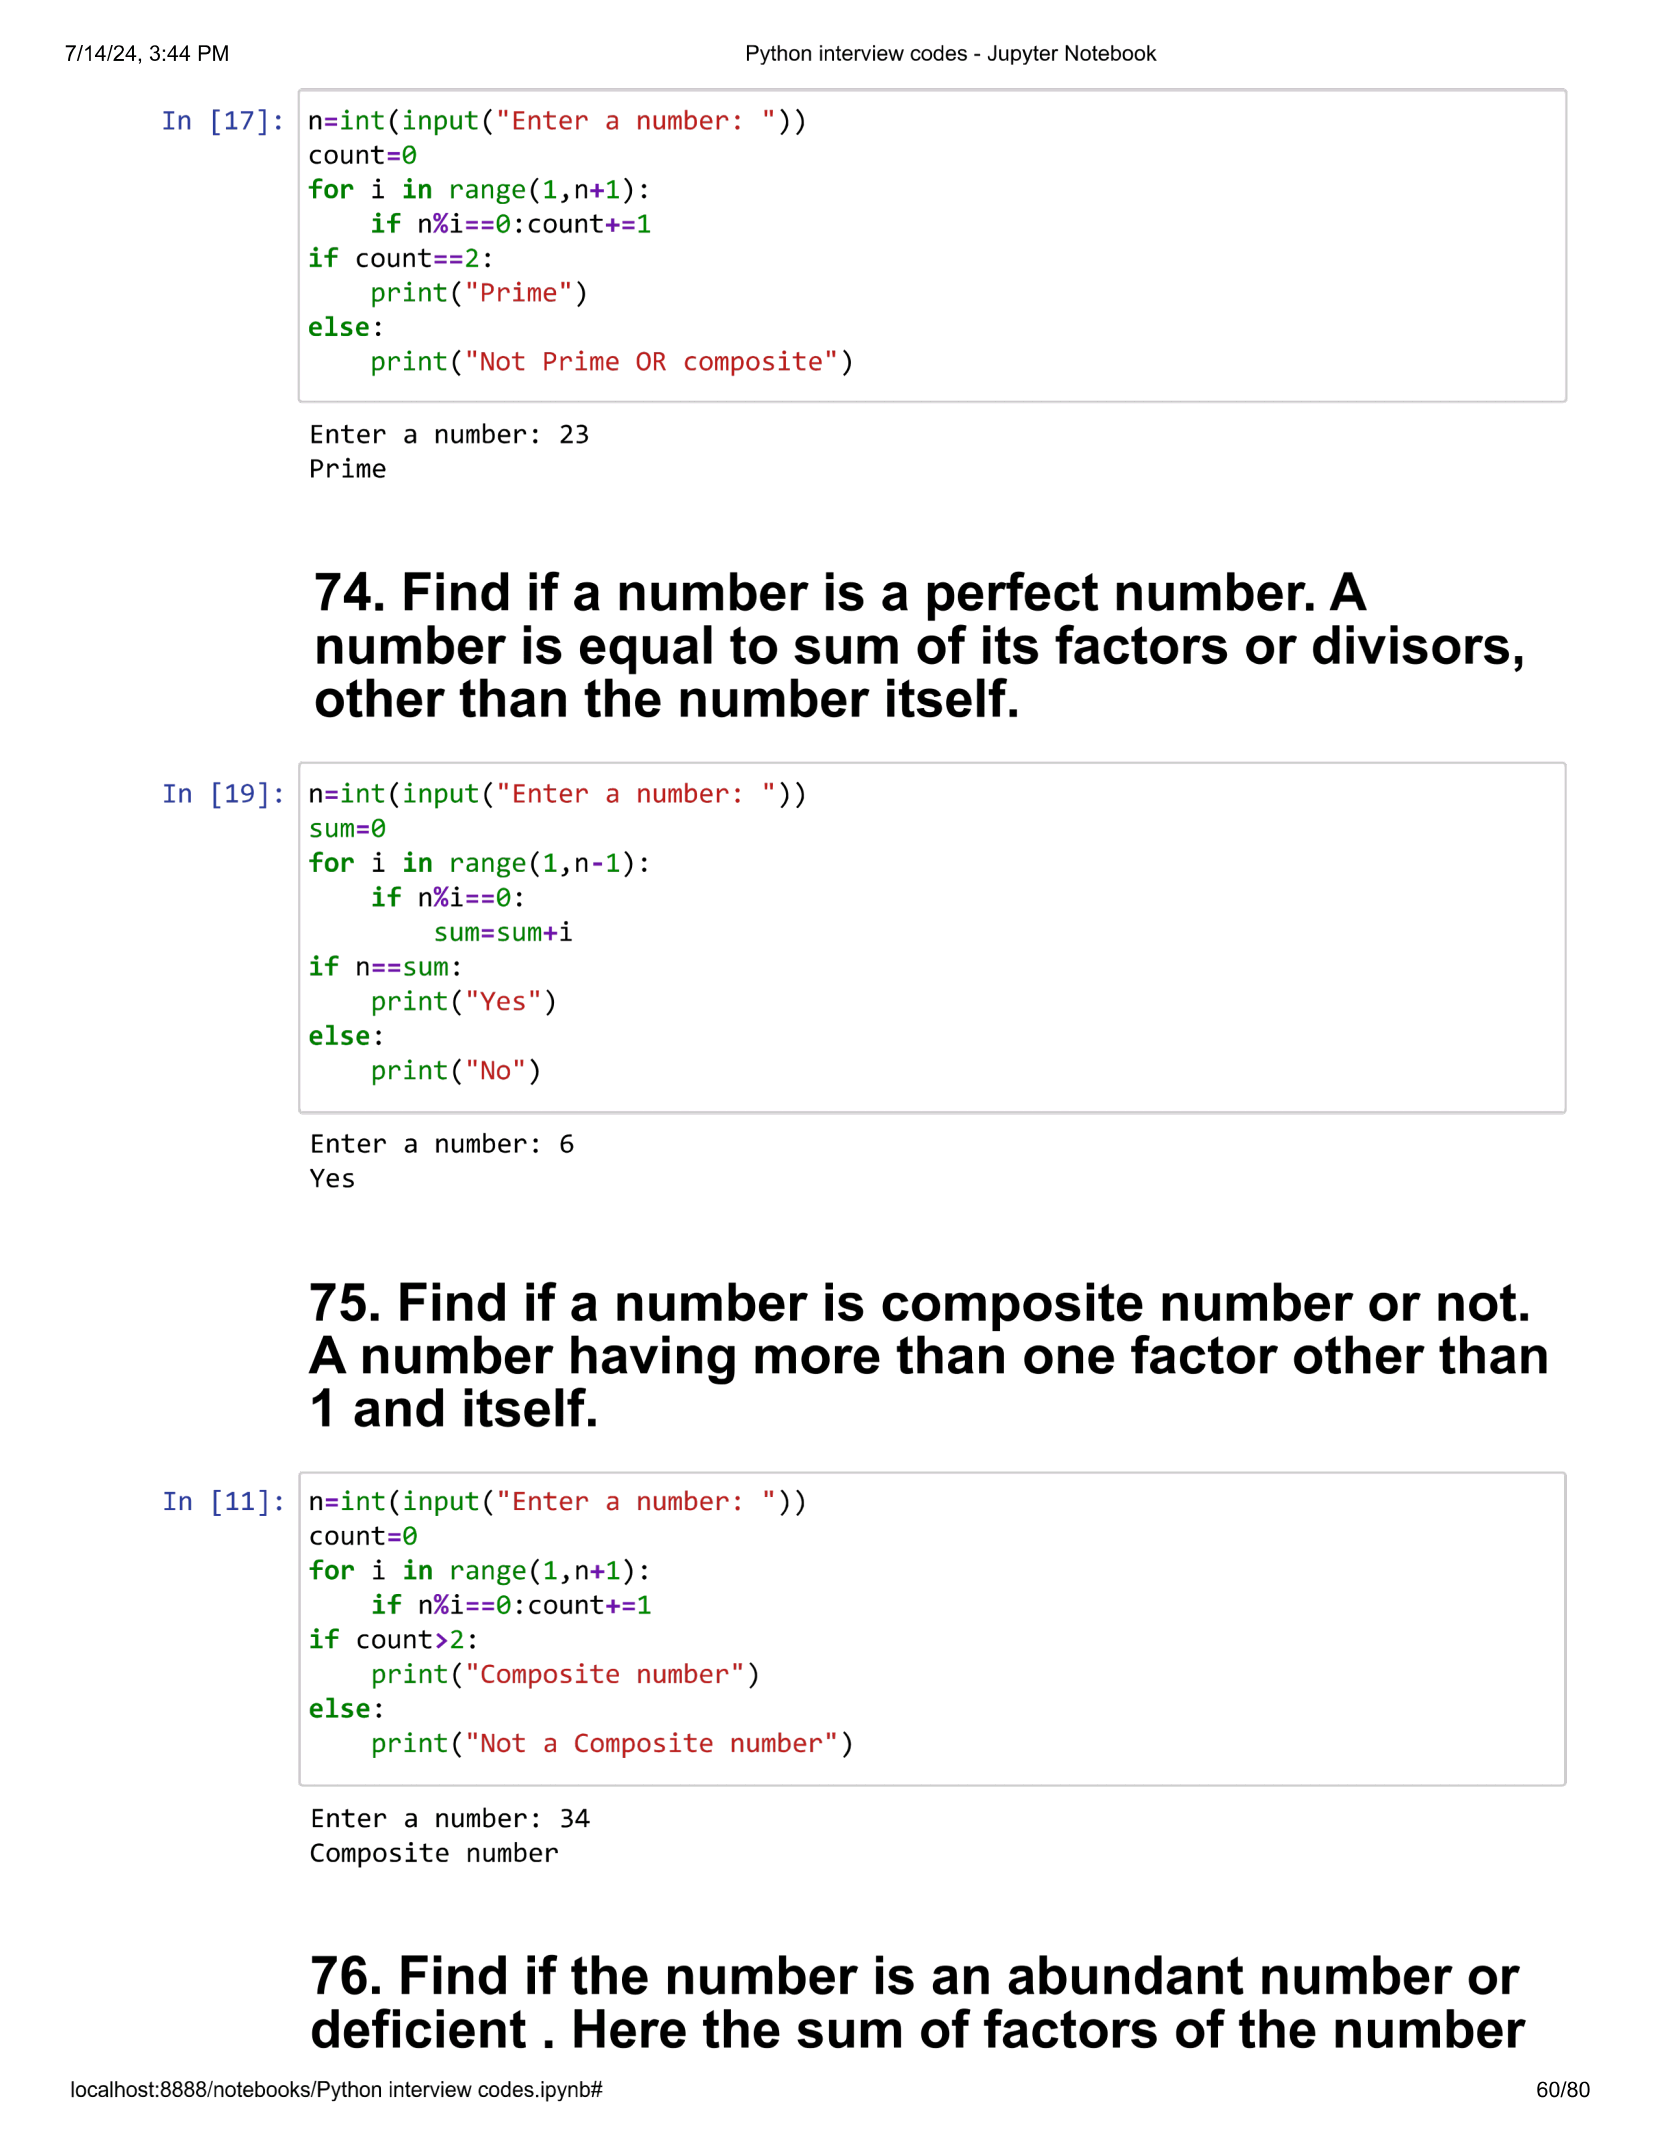 7/14/24, 3:44 PM
Python interview codes - Jupyter Notebook
In [17]:
n=int(input("Enter a number: "))
count=0
for i in range(1,n+1):
    if n%i==0:count+=1
if count==2:
    print("Prime")
else:
    print("Not Prime OR composite")
Enter a number: 23
Prime
74. Find if a number is a perfect number. A
number is equal to sum of its factors or divisors,
other than the number itself.
In [19]:
n=int(input("Enter a number: "))
sum=0
for i in range(1,n-1):
    if n%i==0:
        sum=sum+i
if n==sum:
    print("Yes")
else:
    print("No")
Enter a number: 6
Yes
75. Find if a number is composite number or not.
A number having more than one factor other than
1 and itself.
In [11]:
n=int(input("Enter a number: "))
count=0
for i in range(1,n+1):
    if n%i==0:count+=1
if count>2:
    print("Composite number")
else:
    print("Not a Composite number")
Enter a number: 34
Composite number
76. Find if the number is an abundant number or
deficient . Here the sum of factors of the number
localhost:8888/notebooks/Python interview codes.ipynb#
60/80